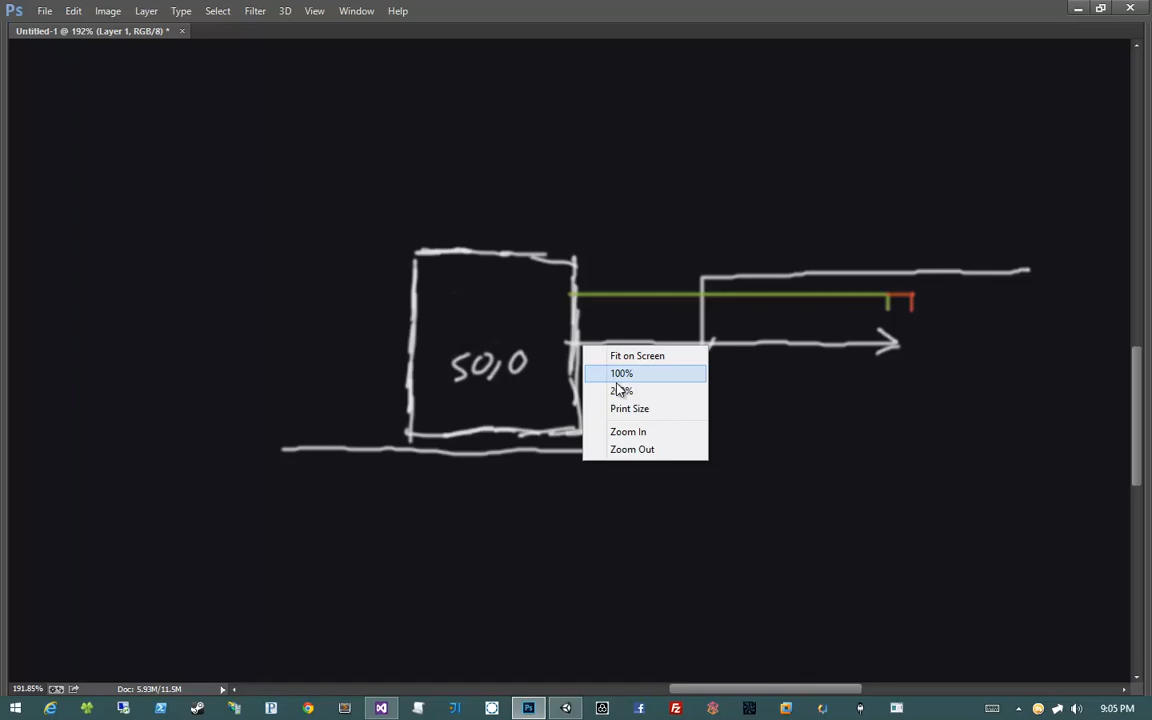 Ps File Edit Image Layer Type Select Filter 3D View Window Help
Untitled-1 @ 192% (Layer 1, RGB/8) * ×
50,0
Fit on Screen
100%
Print Size
Zoom In
Zoom Out
191.85% Doc: 5.93M/11.5M
Ps 9:05 PM